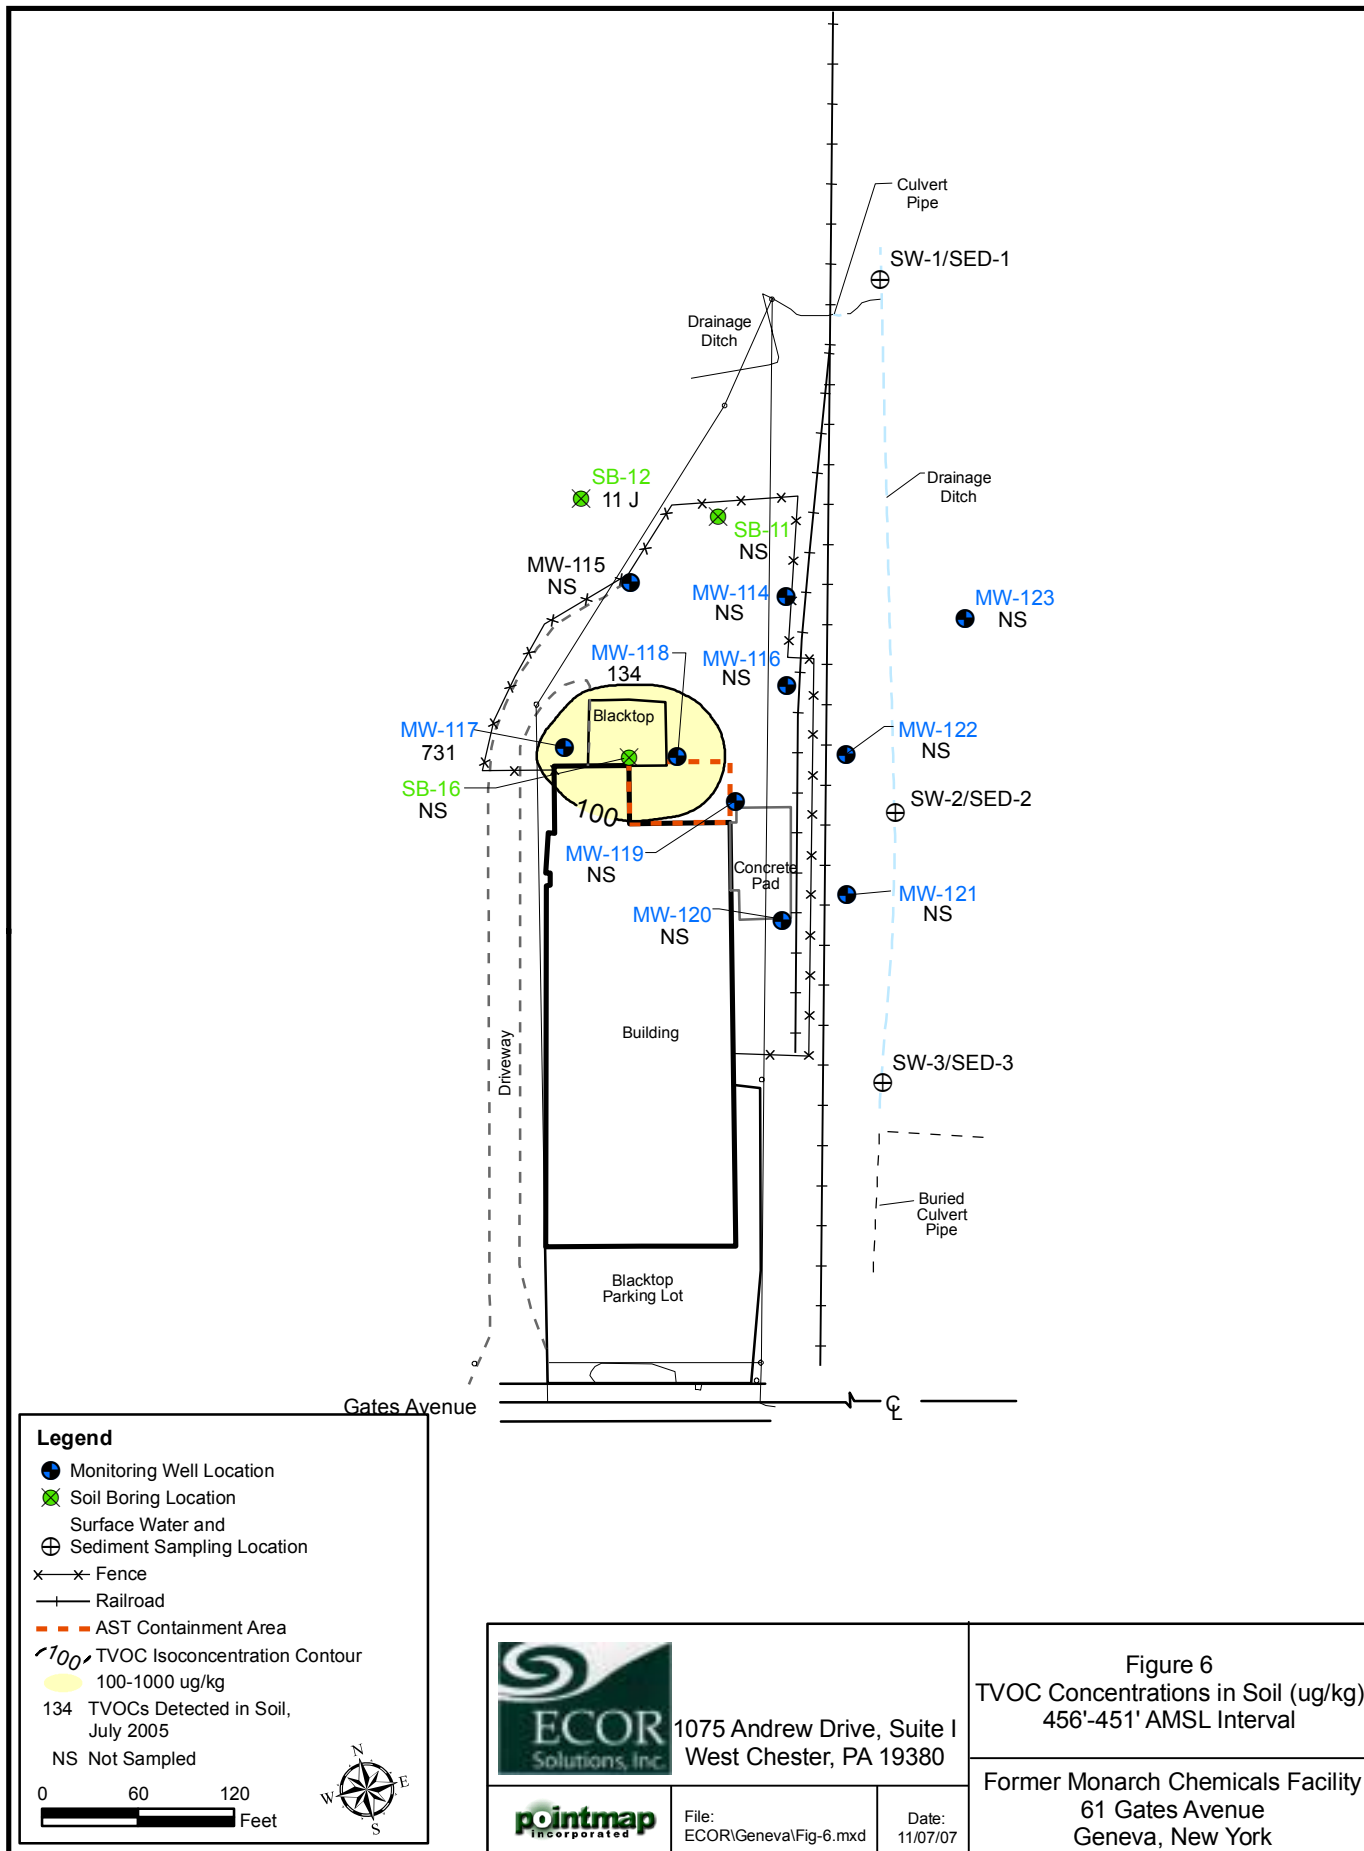 Culvert
Pipe
SW-1/SED-1
Drainage
Ditch
Drainage
Ditch
SB-12
11 J
SB-11
NS
MW-115
NS
MW-114
NS
MW-123
NS
MW-118
134
MW-116
NS
Blacktop
MW-117
731
MW-122
NS
SB-16
NS
SW-2/SED-2
100
MW-119
NS
Concrete
Pad
MW-121
NS
MW-120
NS
Building
Driveway
SW-3/SED-3
Buried
Culvert
Pipe
Blacktop
Parking Lot
Gates Avenue
CL
Legend
Monitoring Well Location
Soil Boring Location
Surface Water and
Sediment Sampling Location
Fence
Railroad
AST Containment Area
100 TVOC Isoconcentration Contour
100-1000 ug/kg
134 TVOCs Detected in Soil,
July 2005
NS Not Sampled
0 60 120
Feet
N
E
W
S
ECOR
Solutions, Inc.
1075 Andrew Drive, Suite I
West Chester, PA 19380
Figure 6
TVOC Concentrations in Soil (ug/kg)
456'-451' AMSL Interval
pointmap
incorporated
File:
ECOR\Geneva\Fig-6.mxd
Date:
11/07/07
Former Monarch Chemicals Facility
61 Gates Avenue
Geneva, New York